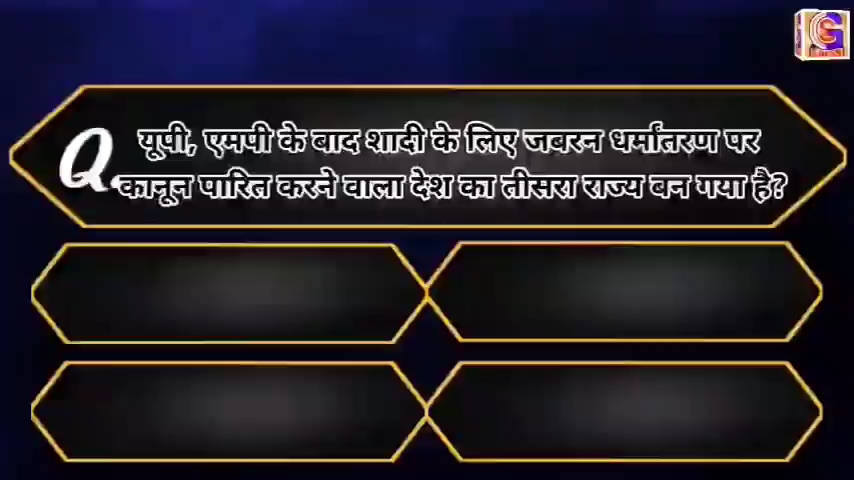 Q. यूपी, एमपी के बाद शादी के लिए जबरन धर्मांतरण पर
कानून पारित करने वाला देश का तीसरा राज्य बन गया है?